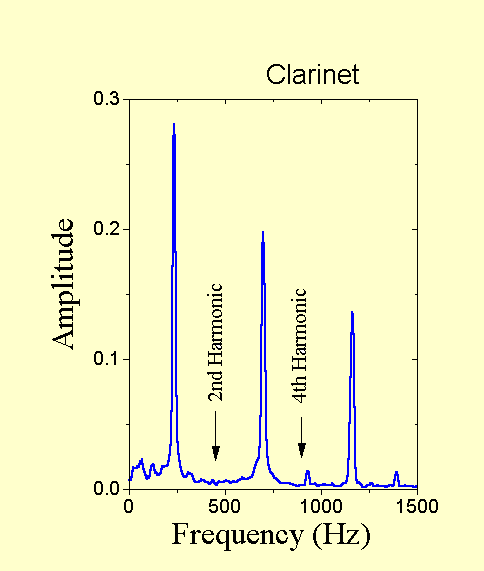 Clarinet
0.3
0.2
0.1
0.0
Amplitude
2nd Harmonic
4th Harmonic
0
500
1000
1500
Frequency (Hz)